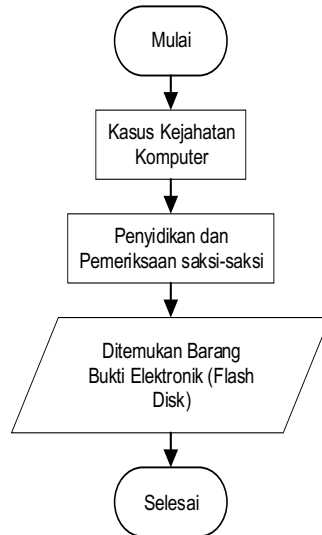 Mulai
Kasus Kejahatan
Komputer
Penyidikan dan
Pemeriksaan saksi-saksi
Ditemukan Barang
Bukti Elektronik (Flash
Disk)
Selesai